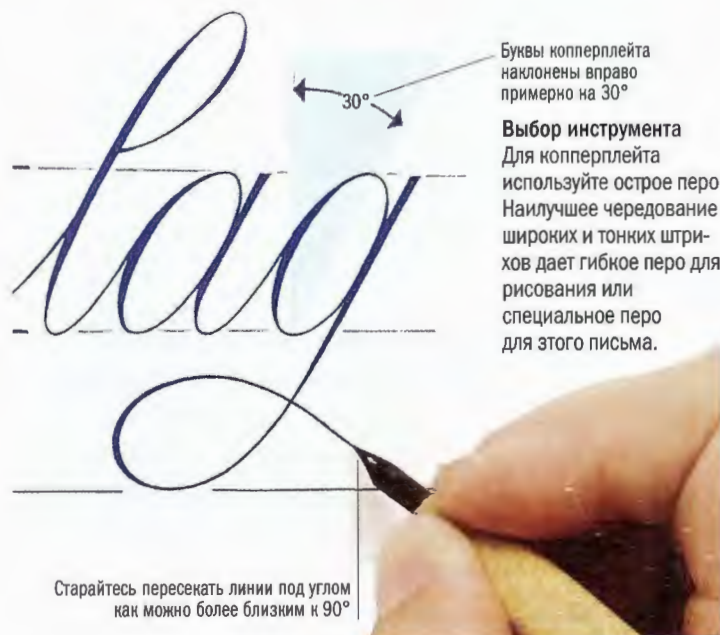 Буквы копперплейта
наклонены вправо
примерно на 30°
30°
Выбор инструмента
Для копперплейта
используйте острое перо
Наилучшее чередование
широких и тонких штри-
хов дает гибкое перо для
рисования или
специальное перо
для этого письма.
lag
Старайтесь пересекать линии под углом
как можно более близким к 90°